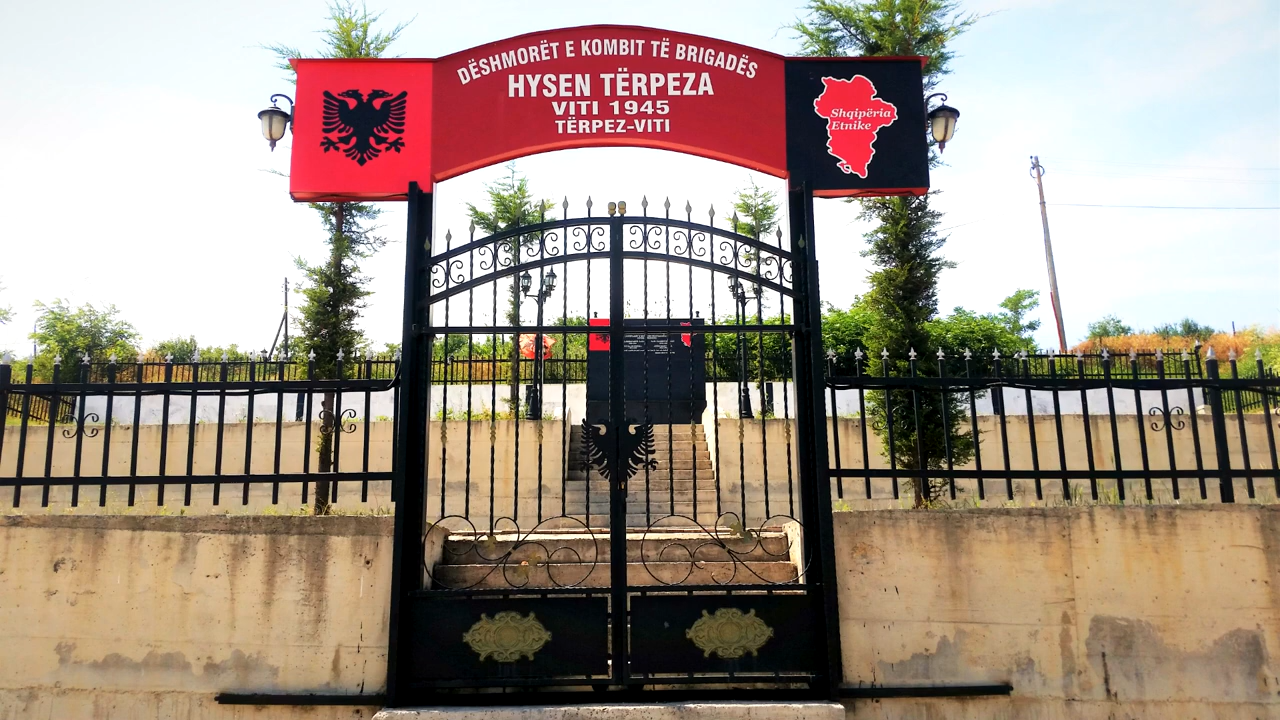 DËSHMORËT E KOMBIT TË BRIGADËS
HYSEN TËRPEZA
VITI 1945
TËRPEZ-VITI
Shqipëria
Etnike